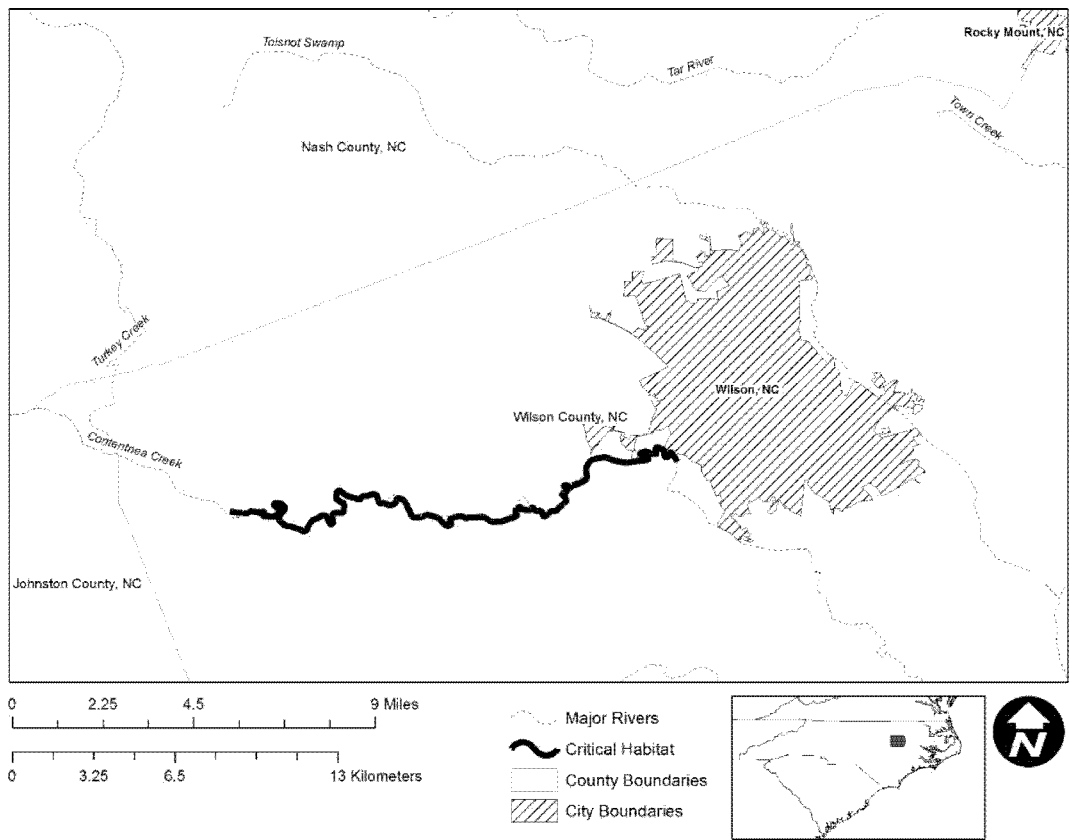 Toisnot Swamp
Rocky Mount, NC
Tar River
Town Creek
Nash County, NC
Turkey Creek
Wilson, NC
Wilson County, NC
Contentnea Creek
Johnston County, NC
0 2.25 4.5 9 Miles
0 3.25 6.5 13 Kilometers
Major Rivers
Critical Habitat
County Boundaries
City Boundaries
N